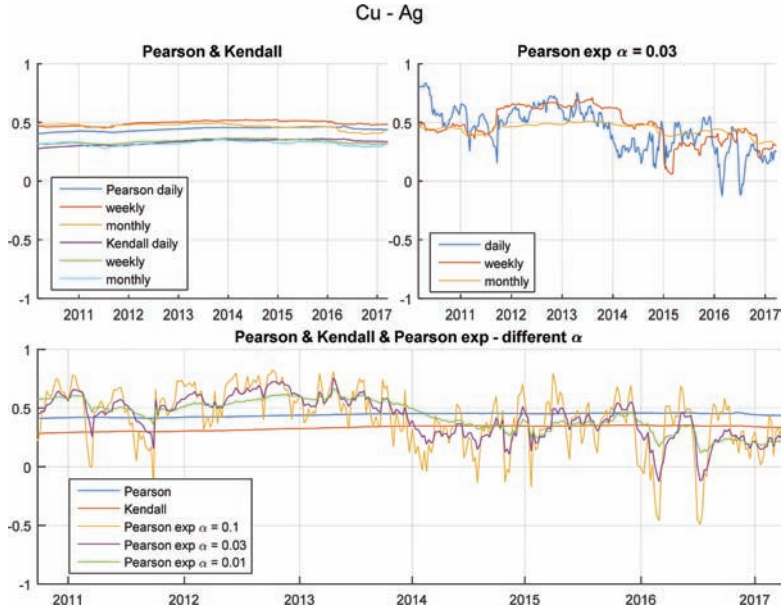 Cu - Ag
Pearson & Kendall
1
0.5
0
-0.5
-1
Pearson daily
weekly
monthly
Kendall daily
weekly
monthly
2011 2012 2013 2014 2015 2016 2017
Pearson exp α = 0.03
1
0.5
0
-0.5
-1
daily
weekly
monthly
2011 2012 2013 2014 2015 2016 2017
Pearson & Kendall & Pearson exp - different α
1
0.5
0
-0.5
-1
Pearson
Kendall
Pearson exp α = 0.1
Pearson exp α = 0.03
Pearson exp α = 0.01
2011 2012 2013 2014 2015 2016 2017